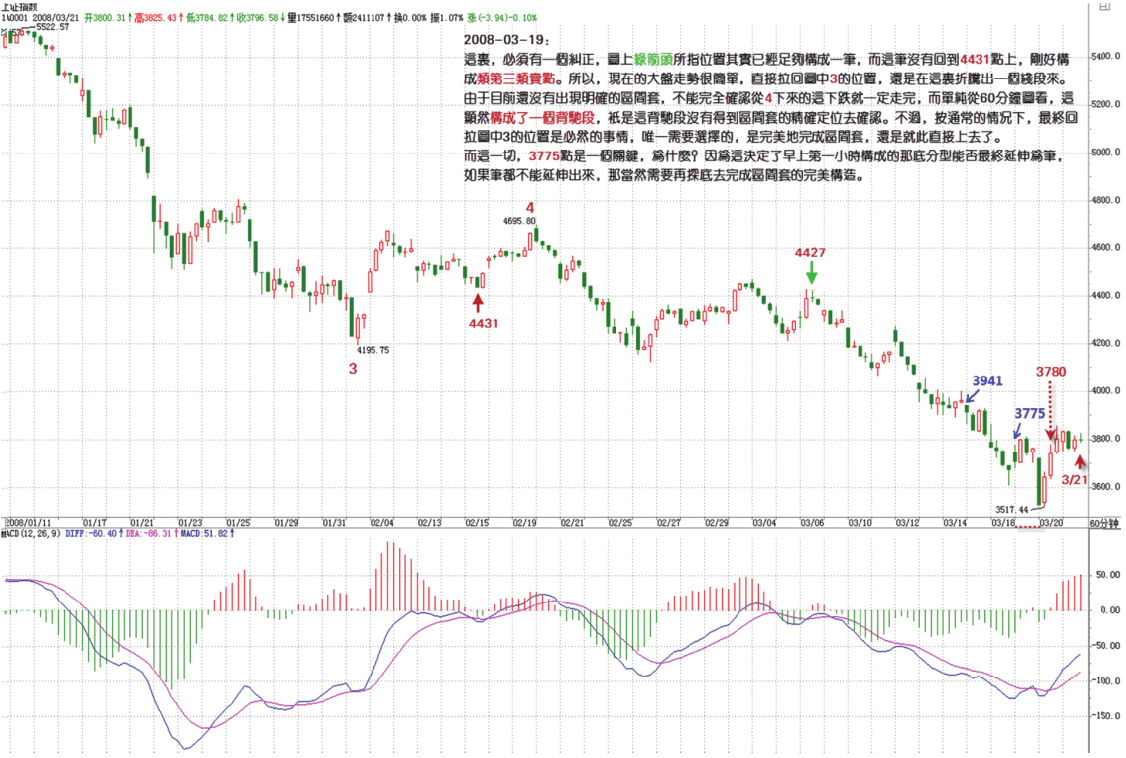 上证指数
1A0001 2008/03/21 开3800.31↑高3825.43↑低3784.82↑收3796.58↓量17551660↑额2411107↑换0.00% 振1.07% 涨(-3.94)-0.10%
5522.57
2008-03-19：
這裏，必須有一個糾正，圖上綠箭頭所指位置其實已經足夠構成一筆，而這筆沒有回到4431點上，剛好構
成類第三類賣點。所以，現在的大盤走勢很簡單，直接拉回圖中3的位置，還是在這裏折騰出一個綫段來。
由于目前還沒有出現明確的區間套，不能完全確認從4下來的這下跌就一定走完，而單純從60分鐘圖看，這
顯然構成了一個背馳段，衹是這背馳段沒有得到區間套的精確定位去確認。不過，按通常的情況下，最終回
拉圖中3的位置是必然的事情，唯一需要選擇的，是完美地完成區間套，還是就此直接上去了。
而這一切，3775點是一個關鍵，爲什麽？因爲這決定了早上第一小時構成的那底分型能否最終延伸爲筆，
如果筆都不能延伸出來，那當然需要再探底去完成區間套的完美構造。
5400.0
5200.0
5000.0
4800.0
4600.0
4400.0
4200.0
4000.0
3800.0
3600.0
4
4695.80
4427
4431
4195.75
3
3941
3780
3775
3/21
3517.44
2008/01/11 01/17 01/21 01/23 01/25 01/29 01/31 02/04 02/13 02/15 02/19 02/21 02/25 02/27 02/29 03/04 03/06 03/10 03/12 03/14 03/18 03/20 60分钟
MACD(12,26,9) DIFF:-60.40↑DEA:-86.31↑MACD:51.82↑
50.00
0.00
-50.00
-100.0
-150.0